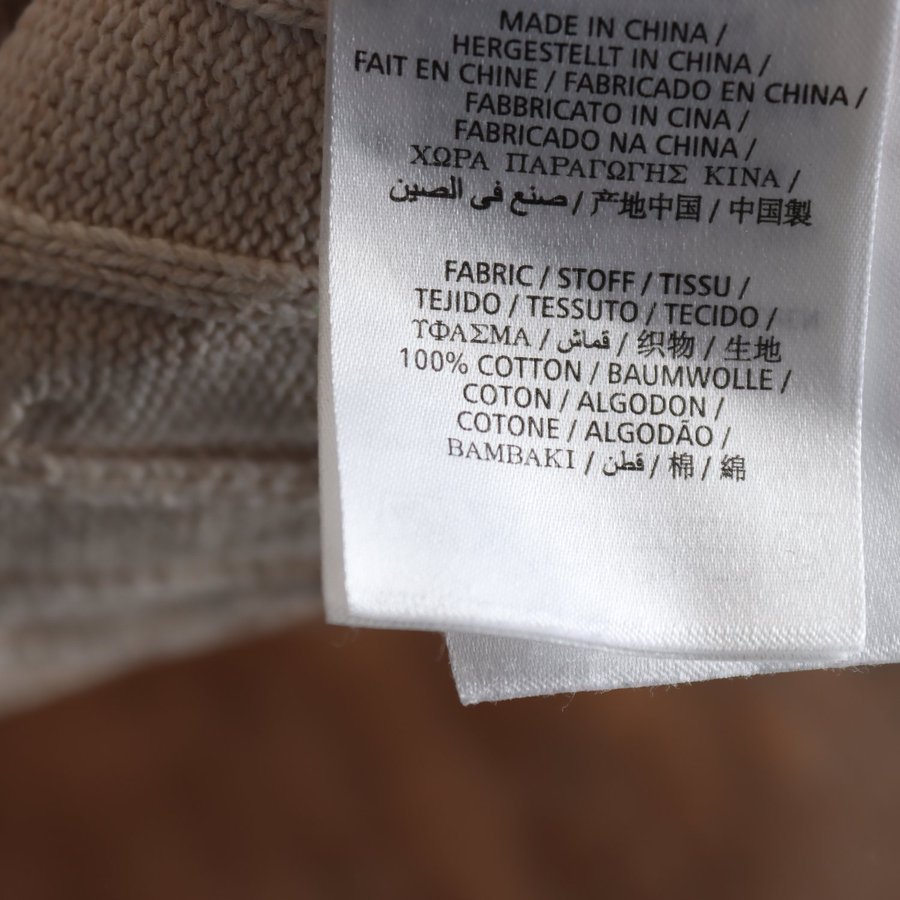 MADE IN CHINA /
HERGESTELLT IN CHINA /
FAIT EN CHINE / FABRICADO EN CHINA /
FABBRICATO IN CINA /
FABRICADO NA CHINA /
ΧΩΡΑ ΠΑΡΑΓΩΓΗΣ ΚΙΝΑ /
صنع في الصين / 产地中国 / 中国製
FABRIC / STOFF / TISSU /
TEJIDO / TESSUTO / TECIDO /
ΥΦΑΣΜΑ / قماش / 织物 / 生地
100% COTTON / BAUMWOLLE /
COTON / ALGODON /
COTONE / ALGODÃO /
ΒΑΜΒΑΚΙ / قطن / 棉 / 綿